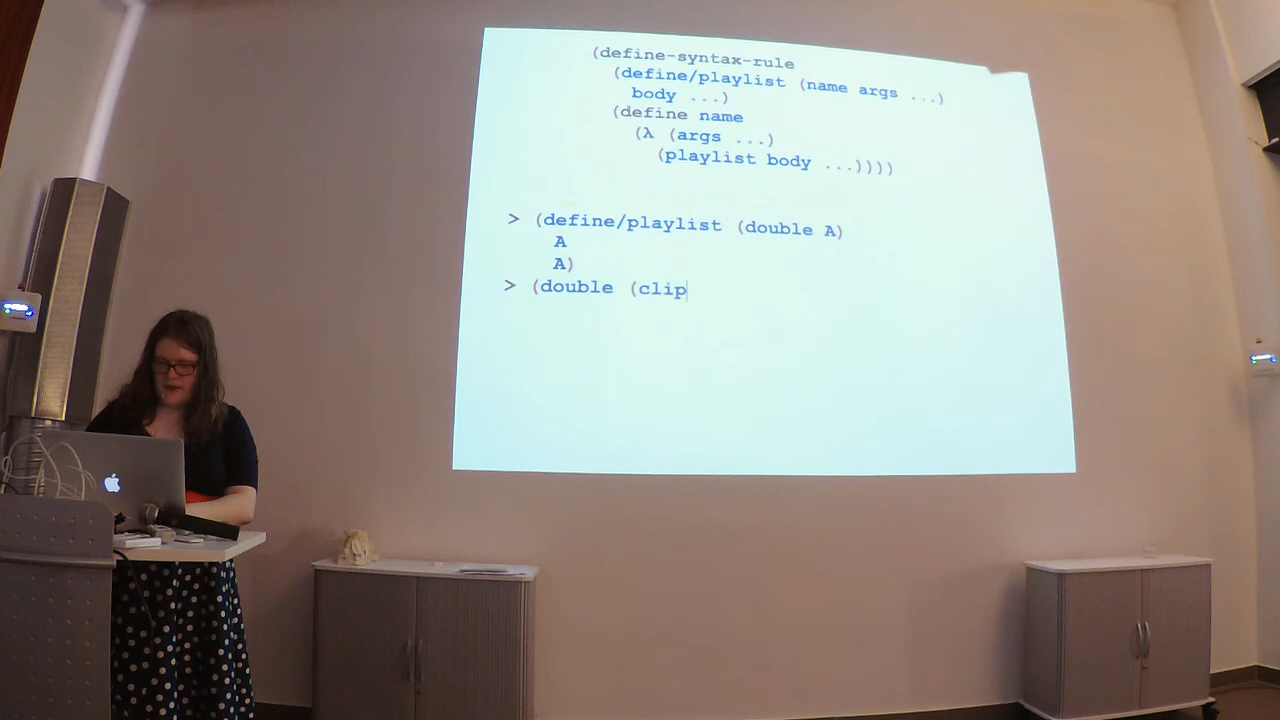 (define-syntax-rule
(define/playlist (name args ...)
body ...)
(define name
(λ (args ...)
(playlist body ...))))
> (define/playlist (double A)
A
A)
> (double (clip